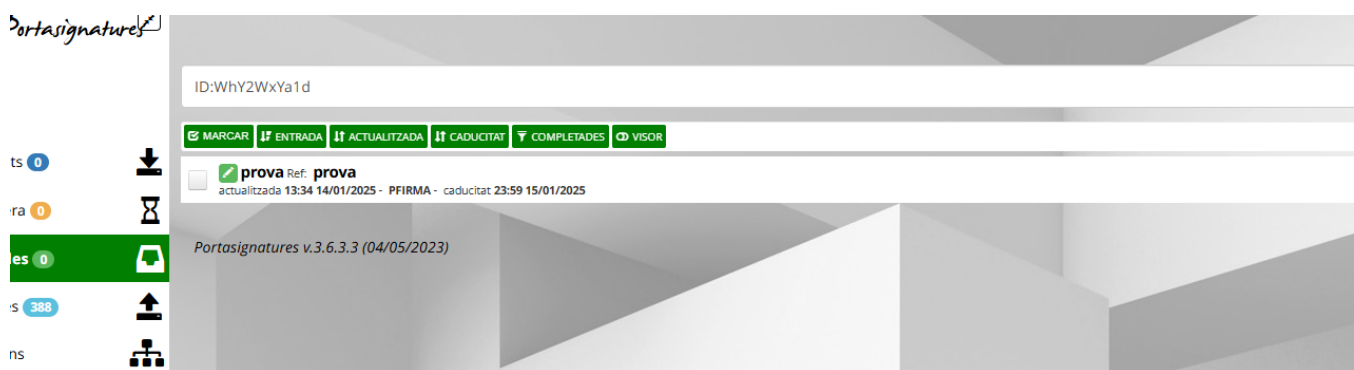 Portasignatures
ID:WhY2WxYa1d
MARCAR ENTRADA ACTUALITZADA CADUCITAT COMPLETADES VISOR
prova Ref: prova
actualitzada 13:34 14/01/2025 - PFIRMA - caducitat 23:59 15/01/2025
Portasignatures v.3.6.3.3 (04/05/2023)
ts 0
era 0
des 0
s 388
ns